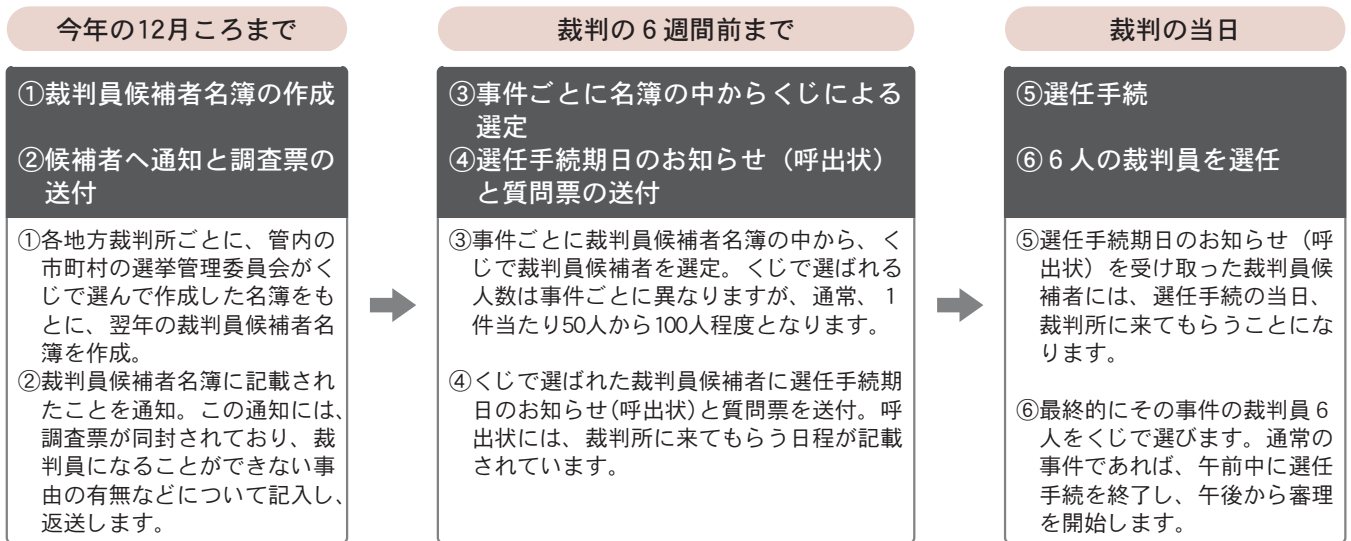 今年の12月ころまで
①裁判員候補者名簿の作成
②候補者へ通知と調査票の
送付
①各地方裁判所ごとに、管内の
市町村の選挙管理委員会がく
じで選んで作成した名簿をも
とに、翌年の裁判員候補者名
簿を作成。
②裁判員候補者名簿に記載され
たことを通知。この通知には、
調査票が同封されており、裁
判員になることができない事
由の有無などについて記入し、
返送します。
裁判の6週間前まで
③事件ごとに名簿の中からくじによる
選定
④選任手続期日のお知らせ（呼出状）
と質問票の送付
③事件ごとに裁判員候補者名簿の中から、く
じで裁判員候補者を選定。くじで選ばれる
人数は事件ごとに異なりますが、通常、1
件当たり50人から100人程度となります。
④くじで選ばれた裁判員候補者に選任手続期
日のお知らせ(呼出状)と質問票を送付。呼
出状には、裁判所に来てもらう日程が記載
されています。
裁判の当日
⑤選任手続
⑥6人の裁判員を選任
⑤選任手続期日のお知らせ（呼
出状）を受け取った裁判員候
補者には、選任手続の当日、
裁判所に来てもらうことにな
ります。
⑥最終的にその事件の裁判員6
人をくじで選びます。通常の
事件であれば、午前中に選任
手続を終了し、午後から審理
を開始します。